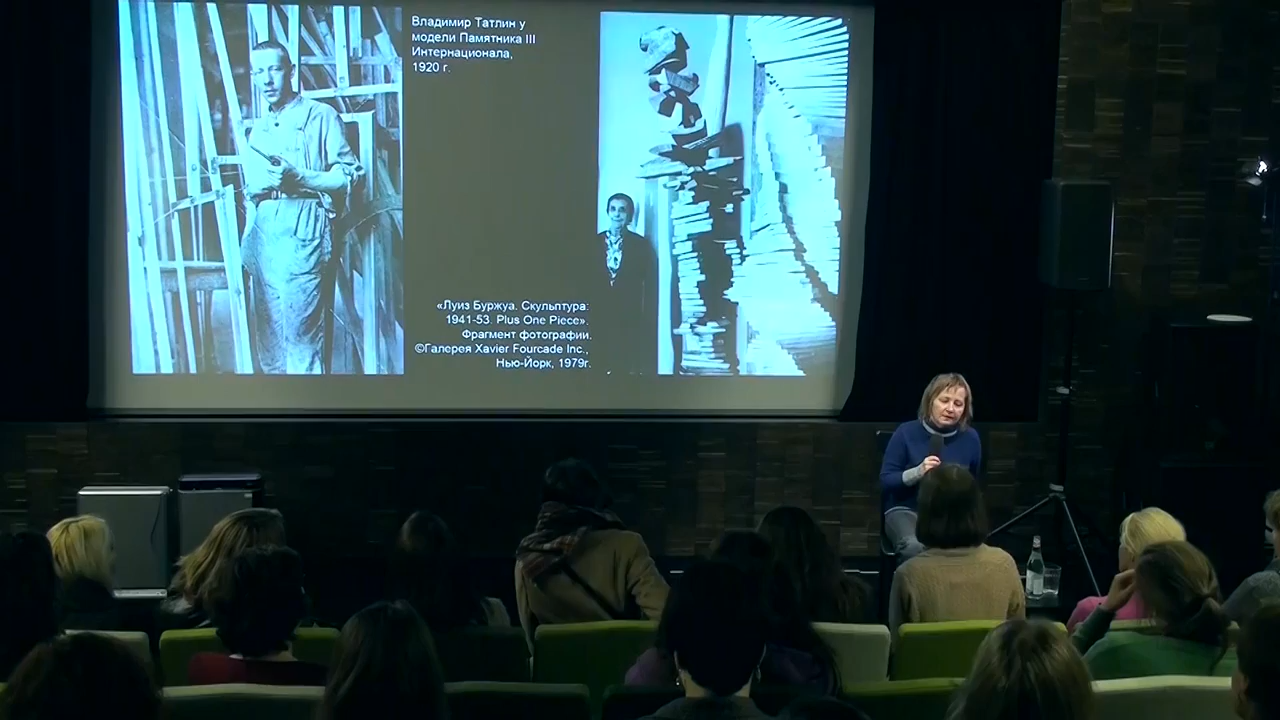 Владимир Татлин у
модели Памятника III
Интернационала,
1920 г.
«Луиз Буржуа. Скульптура:
1941-53. Plus One Piece».
Фрагмент фотографии.
©Галерея Xavier Fourcade Inc.,
Нью-Йорк, 1979г.